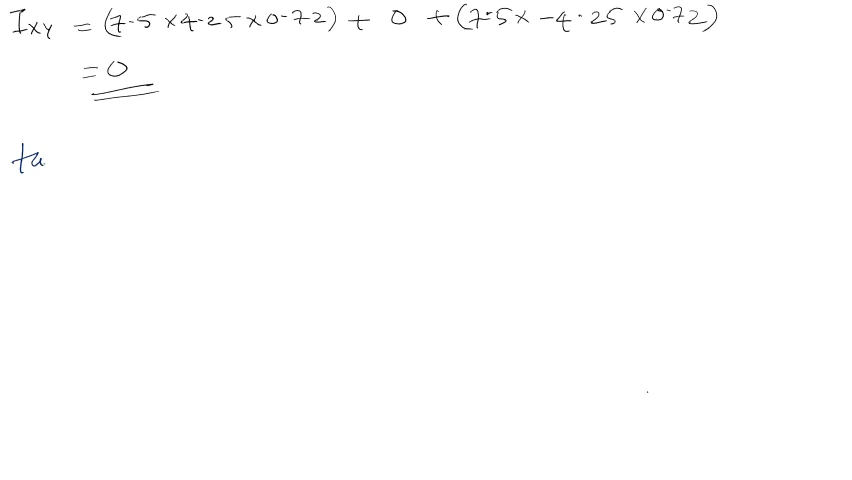 Ixy = (7.5 x 4.25 x 0.72) + 0 + (7.5 x -4.25 x 0.72)
= 0
ta